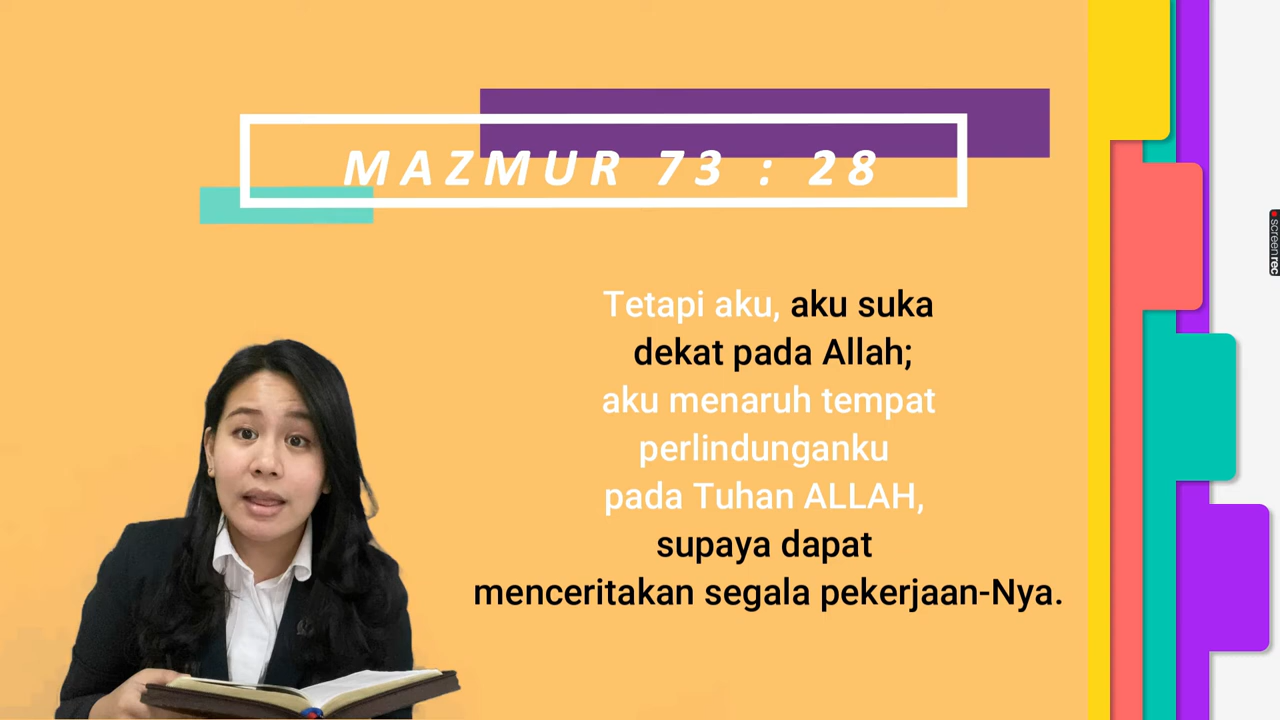 MAZMUR 73 : 28
Tetapi aku, aku suka
dekat pada Allah;
aku menaruh tempat
perlindunganku
pada Tuhan ALLAH,
supaya dapat
menceritakan segala pekerjaan-Nya.
screenrec